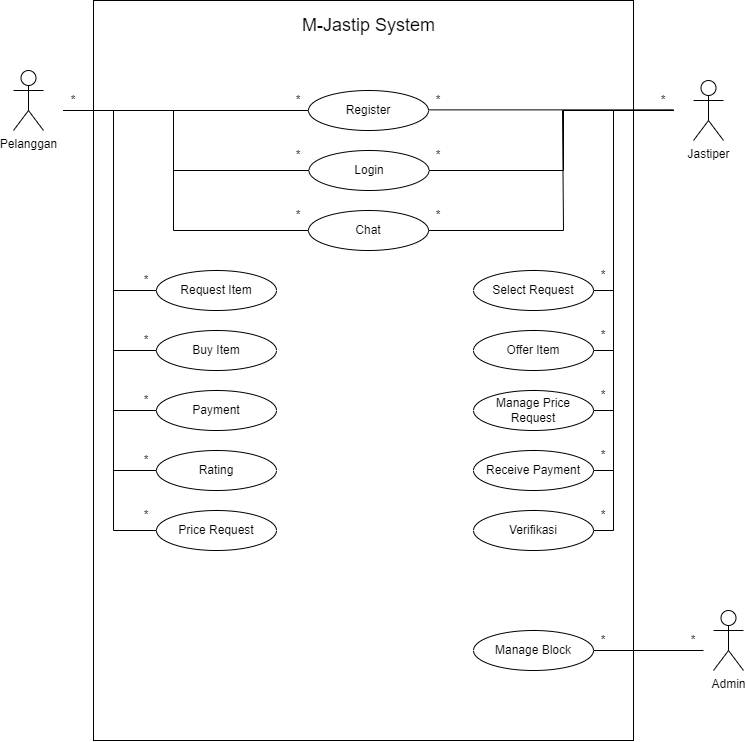 M-Jastip System
*
*
Register
*
*
Pelanggan
Jastiper
*
Login
*
*
Chat
*
*
Request Item
Select Request
*
*
Buy Item
Offer Item
*
*
Payment
Manage Price
Request
*
*
Rating
Receive Payment
*
*
Price Request
Verifikasi
*
Manage Block
*
*
Admin